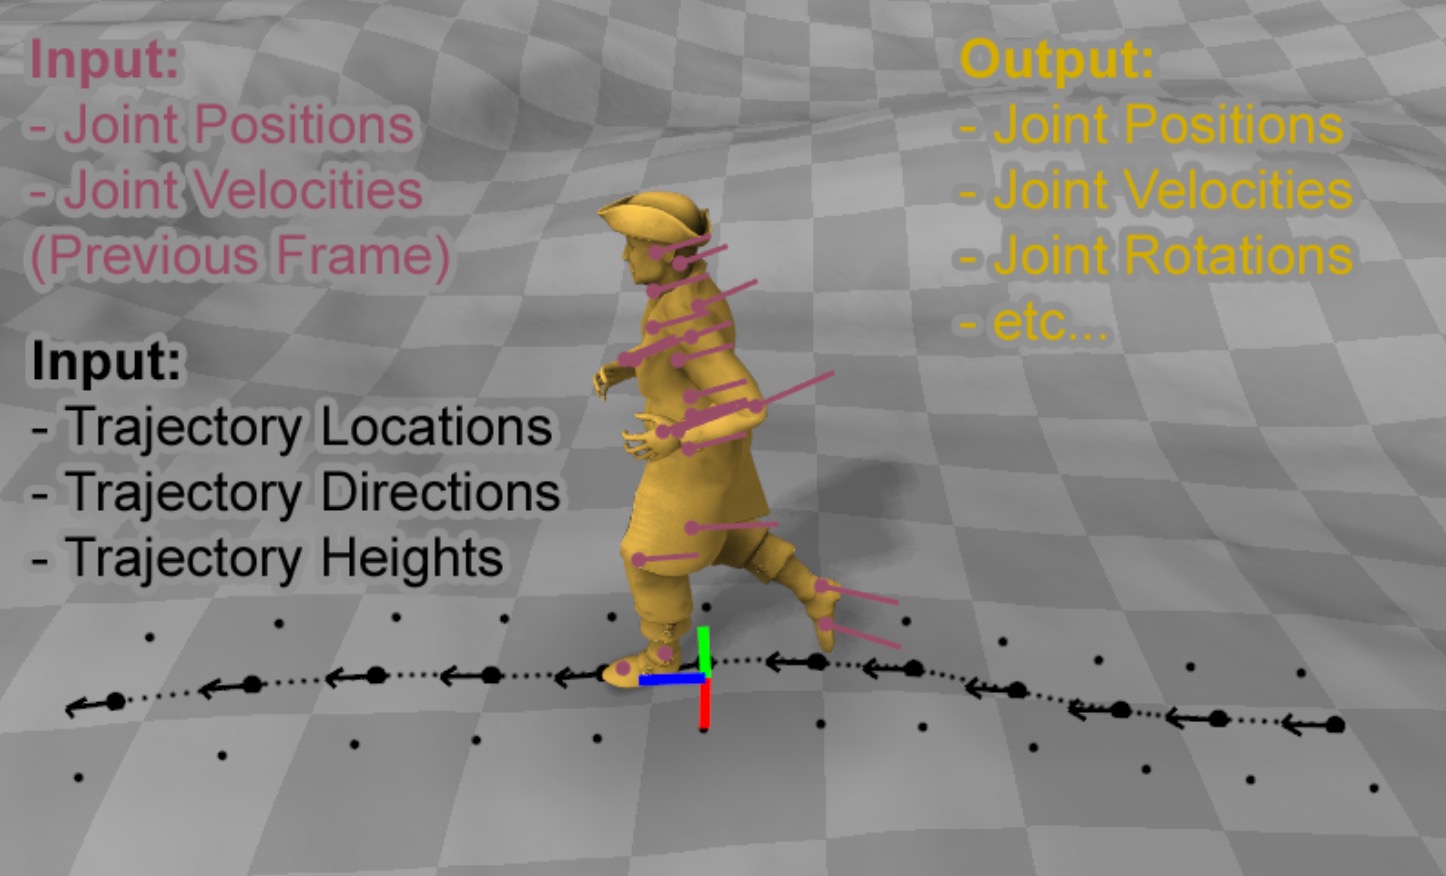 Input:
- Joint Positions
- Joint Velocities
(Previous Frame)
Input:
- Trajectory Locations
- Trajectory Directions
- Trajectory Heights
Output:
- Joint Positions
- Joint Velocities
- Joint Rotations
- etc...